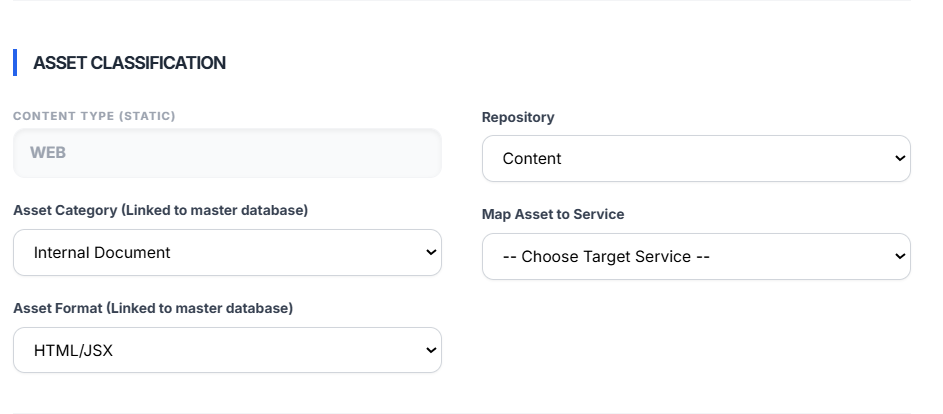 ASSET CLASSIFICATION
CONTENT TYPE (STATIC)
WEB
Asset Category (Linked to master database)
Internal Document
Asset Format (Linked to master database)
HTML/JSX
Repository
Content
Map Asset to Service
-- Choose Target Service --